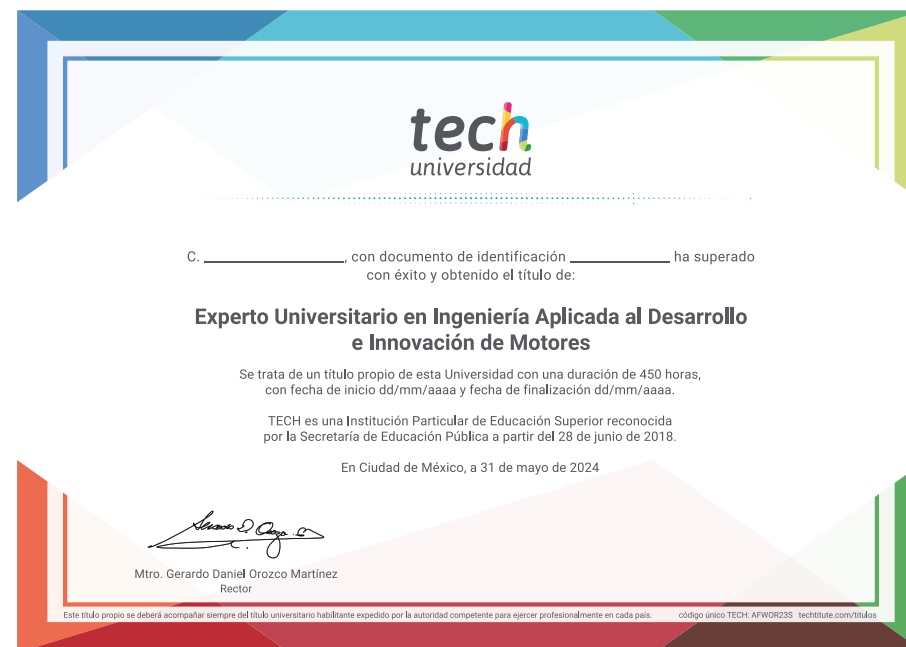 tech
universidad
C. ____________, con documento de identificación ____________ ha superado
con éxito y obtenido el título de:
Experto Universitario en Ingeniería Aplicada al Desarrollo
e Innovación de Motores
Se trata de un título propio de esta Universidad con una duración de 450 horas,
con fecha de inicio dd/mm/aaaa y fecha de finalización dd/mm/aaaa.
TECH es una Institución Particular de Educación Superior reconocida
por la Secretaría de Educación Pública a partir del 28 de junio de 2018.
En Ciudad de México, a 31 de mayo de 2024
Mtro. Gerardo Daniel Orozco Martínez
Rector
Este título propio se deberá acompañar siempre del título universitario habilitante expedido por la autoridad competente para ejercer profesionalmente en cada país. código único TECH: AFWOR23S techtitute.com/titulos